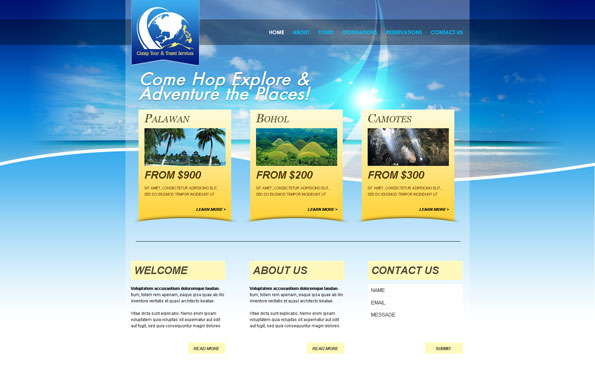 Cheap Tour & Travel Services
HOME ABOUT TOURS DESTINATIONS RESERVATIONS CONTACT US
Come Hop Explore &
Adventure the Places!
PALAWAN
FROM $900
SIT AMET, CONSECTETUR ADIPISICING ELIT,
SED DO EIUSMOD TEMPOR INCIDIDUNT UT
LEARN MORE >
BOHOL
FROM $200
SIT AMET, CONSECTETUR ADIPISICING ELIT,
SED DO EIUSMOD TEMPOR INCIDIDUNT UT
LEARN MORE >
CAMOTES
FROM $300
SIT AMET, CONSECTETUR ADIPISICING ELIT,
SED DO EIUSMOD TEMPOR INCIDIDUNT UT
LEARN MORE >
WELCOME
Voluptatem accusantium doloremque laudan-
tium, totam rem aperiam, eaque ipsa quae ab illo
inventore veritatis et quasi architecto beatae.
Vitae dicta sunt explicabo. Nemo enim ipsam
voluptatem quia voluptas sit aspernatur aut odit
aut fugit, sed quia consequuntur magni dolores
READ MORE
ABOUT US
Voluptatem accusantium doloremque laudan-
tium, totam rem aperiam, eaque ipsa quae ab illo
inventore veritatis et quasi architecto beatae.
Vitae dicta sunt explicabo. Nemo enim ipsam
voluptatem quia voluptas sit aspernatur aut odit
aut fugit, sed quia consequuntur magni dolores
READ MORE
CONTACT US
NAME
EMAIL
MESSAGE
SUBMIT